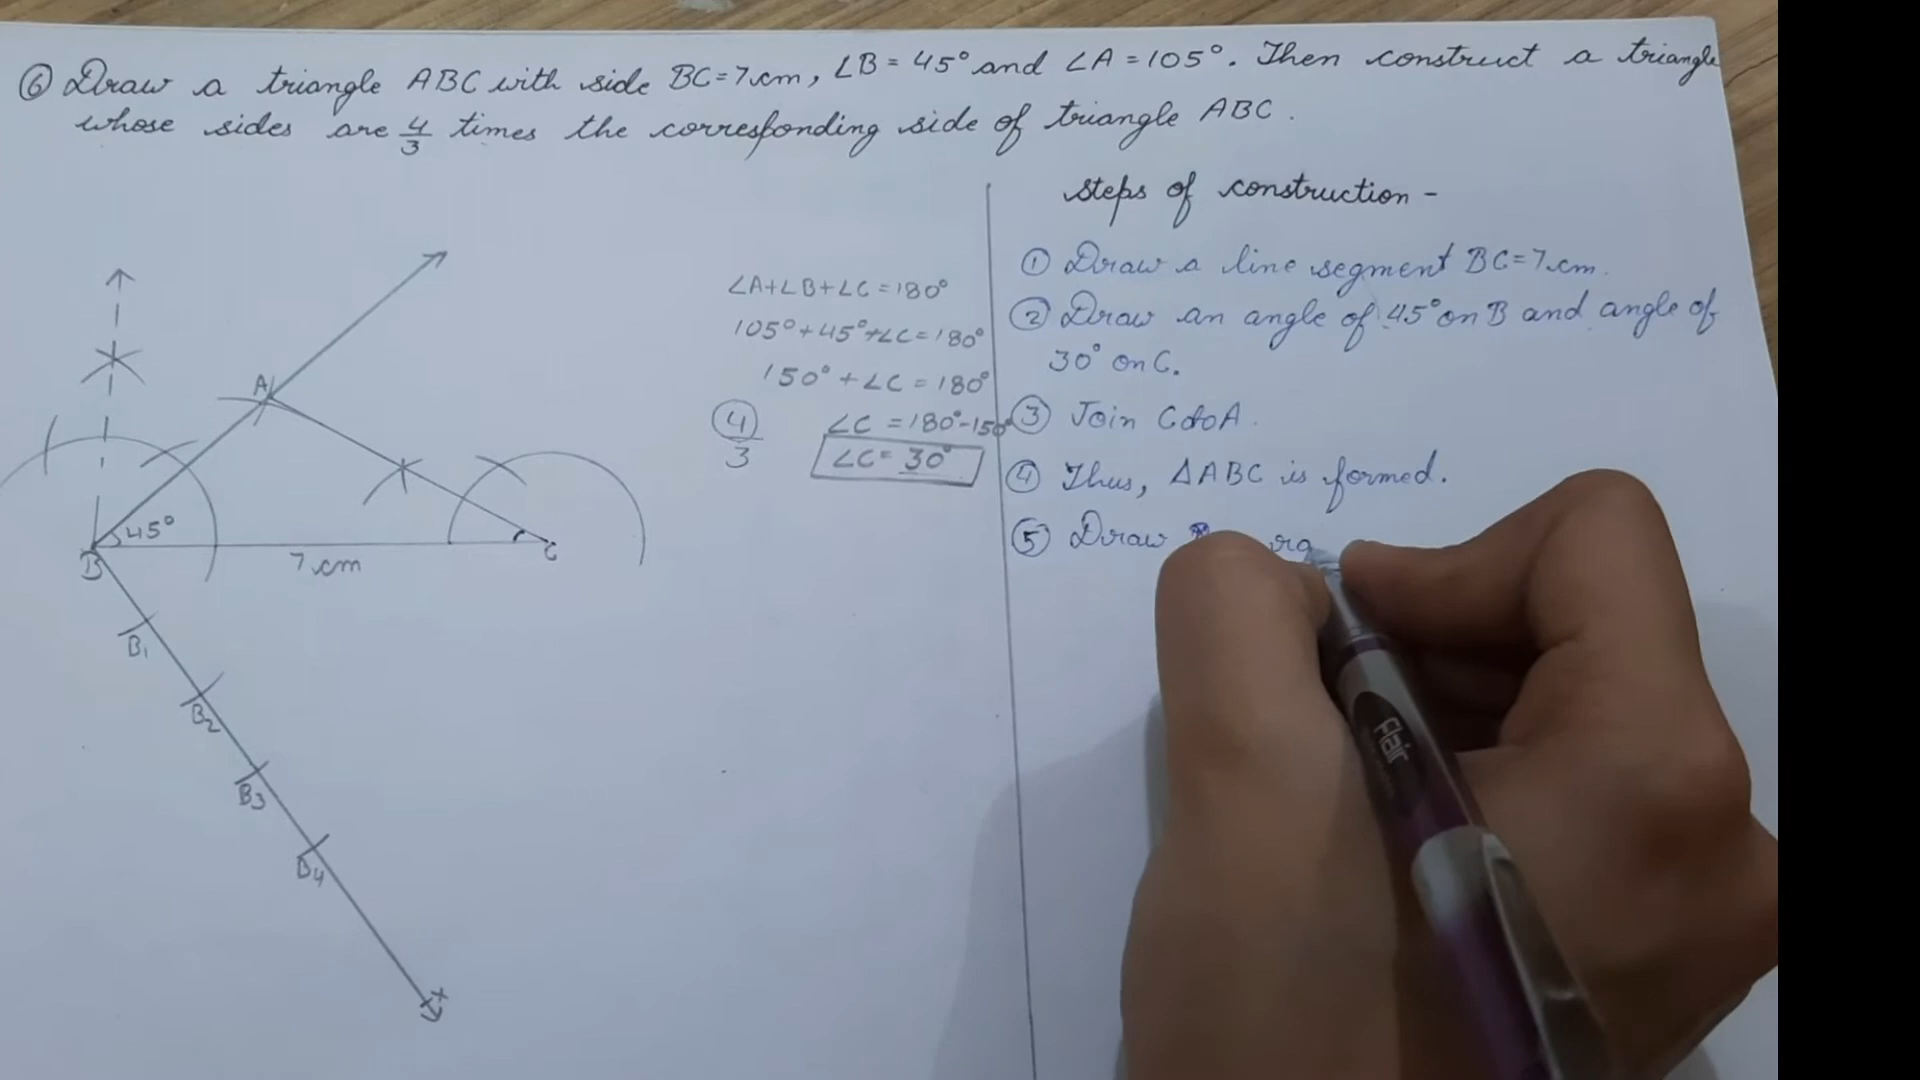 ⑥ Draw a triangle ABC with side BC=7cm, ∠B = 45° and ∠A = 105°. Then construct a triangle
whose sides are 4/3 times the corresponding side of triangle ABC.
steps of construction -
① Draw a line segment BC=7cm.
② Draw an angle of 45° on B and angle of
30° on C.
③ Join C to A.
④ Thus, △ABC is formed.
⑤ Draw
∠A+∠B+∠C=180°
105°+45°+∠C=180°
150°+∠C=180°
∠C=180°-150°
∠C=30°
4/3
A
45°
B
7cm
C
B1
B2
B3
B4
x
Flair